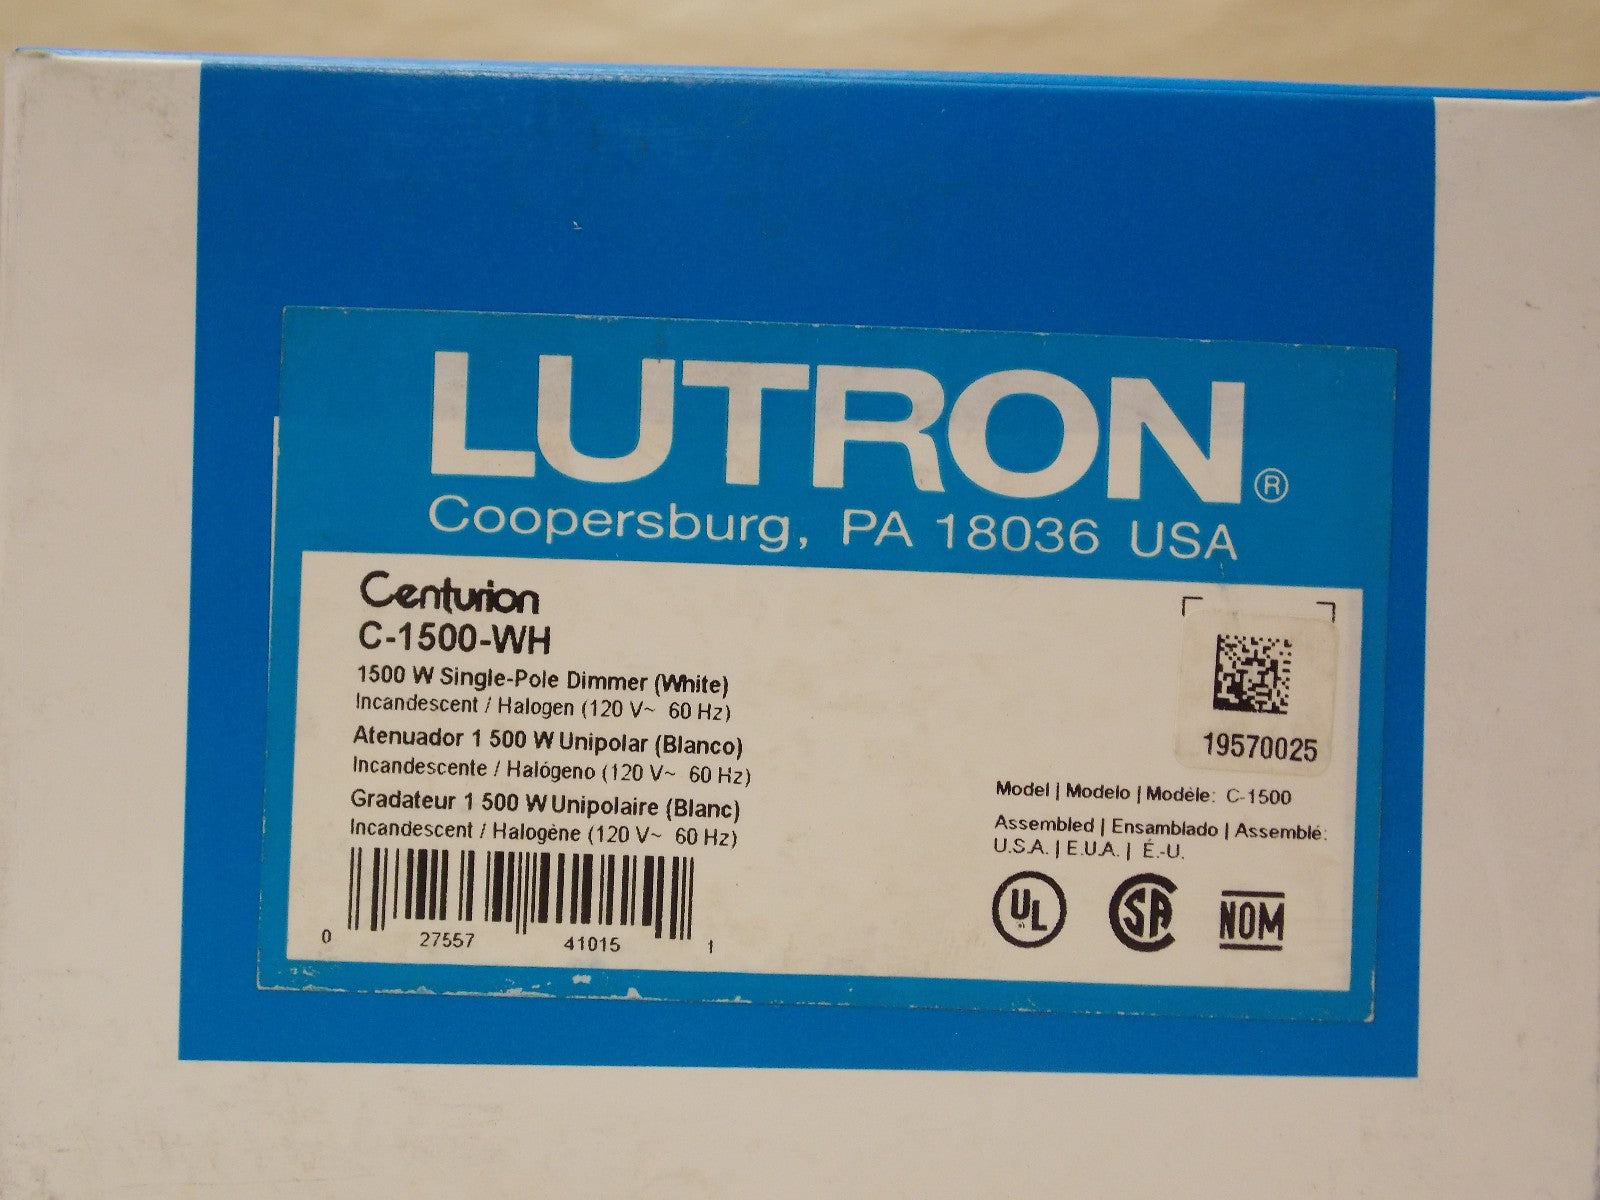 LUTRON®
Coopersburg, PA 18036 USA
Centurion
C-1500-WH
1500 W Single-Pole Dimmer (White)
Incandescent / Halogen (120 V~ 60 Hz)
Atenuador 1 500 W Unipolar (Blanco)
Incandescente / Halógeno (120 V~ 60 Hz)
Gradateur 1 500 W Unipolaire (Blanc)
Incandescent / Halogène (120 V~ 60 Hz)
0 27557 41015 1
19570025
Model | Modelo | Modèle: C-1500
Assembled | Ensamblado | Assemblé:
U.S.A. | E.U.A. | É.-U.
UL SA NOM